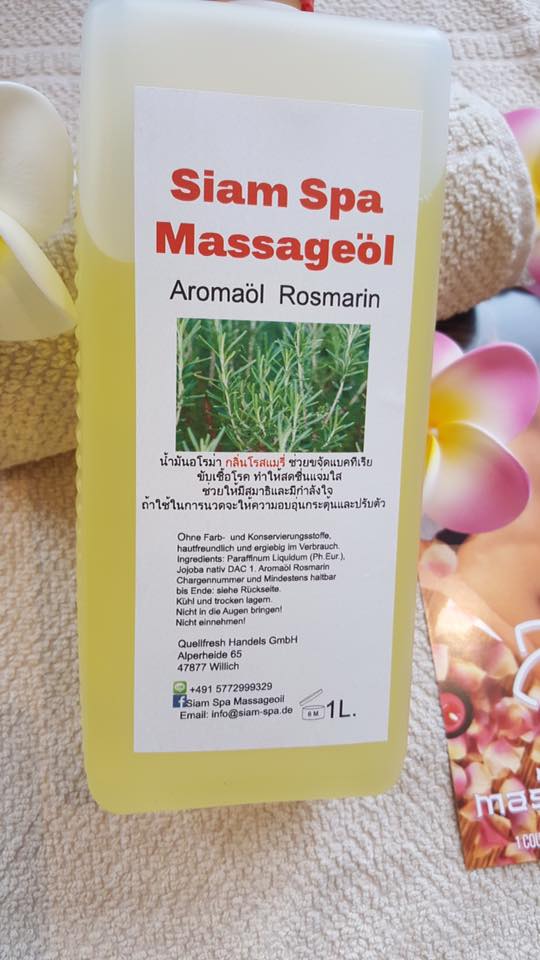 Siam Spa
Massageöl
Aromaöl Rosmarin
น้ำมันอโรม่า กลิ่นโรสแมรี่ ช่วยขจัดแบคทีเรีย
ขับเชื้อโรค ทำให้สดชื่นแจ่มใส
ช่วยให้มีสมาธิและมีกำลังใจ
ถ้าใช้ในการนวดจะให้ความอบอุ่นกระตุ้นและปรับตัว
Ohne Farb- und Konservierungsstoffe,
hautfreundlich und ergiebig im Verbrauch.
Ingredients: Paraffinum Liquidum (Ph.Eur.),
Jojoba nativ DAC 1. Aromaöl Rosmarin
Chargennummer und Mindestens haltbar
bis Ende: siehe Rückseite.
Kühl und trocken lagern.
Nicht in die Augen bringen!
Nicht einnehmen!
Quellfresh Handels GmbH
Alperheide 65
47877 Willich
+491 5772999329
Siam Spa Massageoil
Email: info@siam-spa.de
6 M
1L.
mas
1 COU